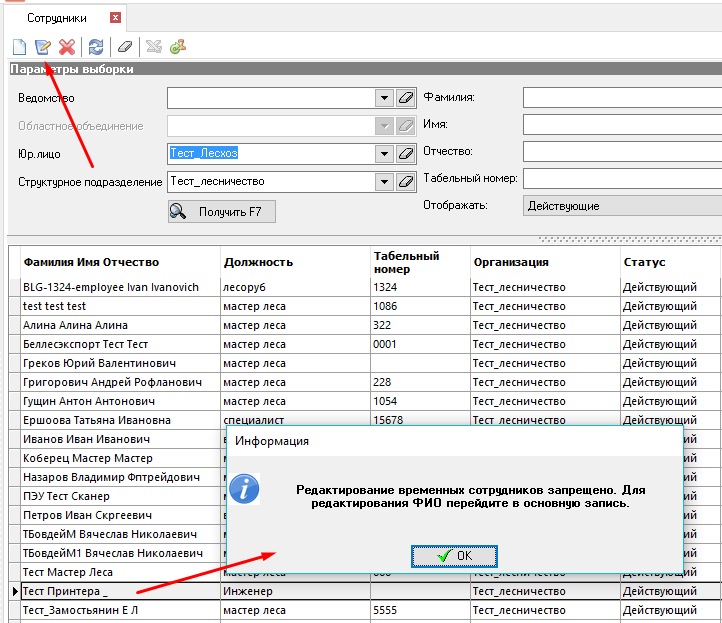 Сотрудники
Параметры выборки
Ведомство
Фамилия:
Областное объединение
Имя:
Юр.лицо Тест_Лесхоз
Отчество:
Структурное подразделение Тест_лесничество
Табельный номер:
Получить F7
Отображать: Действующие
Фамилия Имя Отчество Должность Табельный номер Организация Статус
BLG-1324-employee Ivan Ivanovich лесоруб 1324 Тест_лесничество Действующий
test test test мастер леса 1086 Тест_лесничество Действующий
Алина Алина Алина мастер леса 322 Тест_лесничество Действующий
Беллесэкспорт Тест Тест мастер леса 0001 Тест_лесничество Действующий
Греков Юрий Валентинович мастер леса Тест_лесничество Действующий
Григорович Андрей Рофланович мастер леса 228 Тест_лесничество Действующий
Гущин Антон Антонович мастер леса 1054 Тест_лесничество Действующий
Ершоова Татьяна Ивановна специалист 15678 Тест_лесничество Действующий
Иванов Иван Иванович
Коберец Мастер Мастер
Назаров Владимир Фптрейдович
ПЭУ Тест Сканер
Петров Иван Скргеевич
ТБовдейМ Вячеслав Николаевич
ТБовдейМ1 Вячеслав Николаевич
Информация
Редактирование временных сотрудников запрещено. Для
редактирования ФИО перейдите в основную запись.
OK
Тест Мастер Леса
Тест Принтера _ Инженер Тест_лесничество Действующий
Тест_Замостьянин Е Л мастер леса 5555 Тест_лесничество Действующий